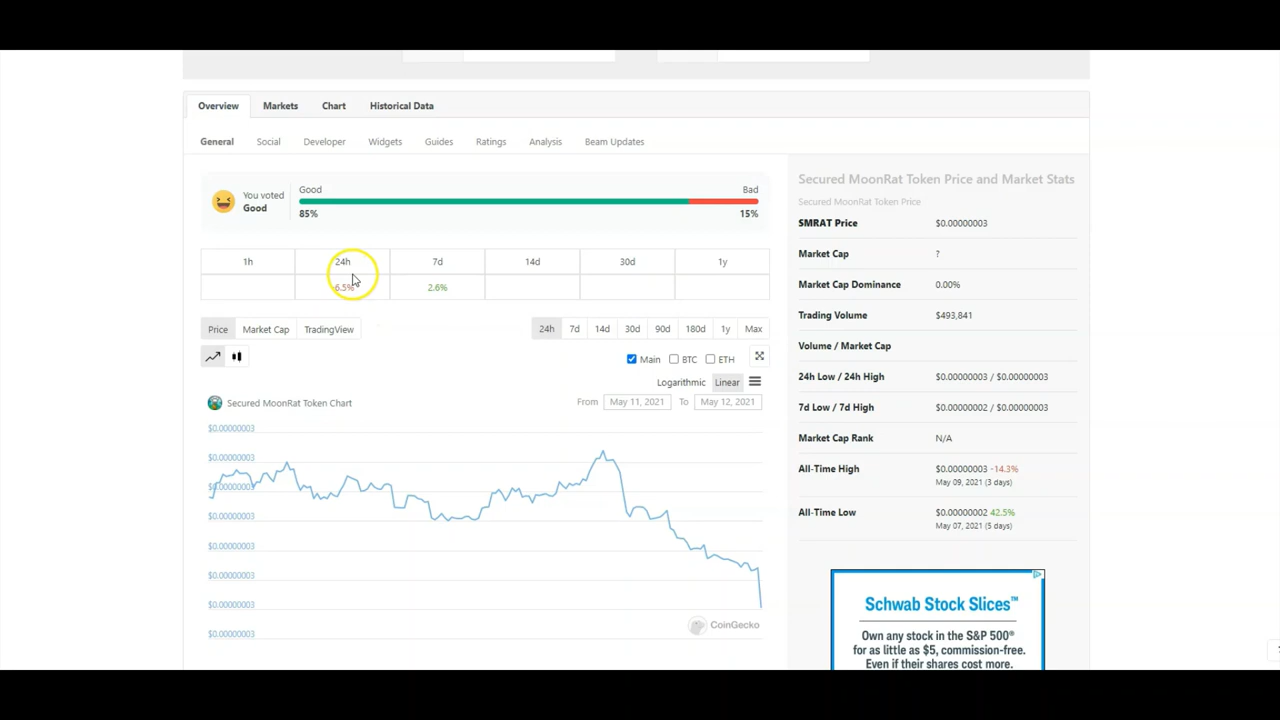 Overview Markets Chart Historical Data
General Social Developer Widgets Guides Ratings Analysis Beam Updates
You voted
Good
Good Bad
85% 15%
1h 24h 7d 14d 30d 1y
-6.5% 2.6%
Price Market Cap TradingView
24h 7d 14d 30d 90d 180d 1y Max
Main BTC ETH
Logarithmic Linear
Secured MoonRat Token Chart
From May 11, 2021 To May 12, 2021
$0.00000003
$0.00000003
$0.00000003
$0.00000003
$0.00000003
$0.00000003
$0.00000003
$0.00000003
CoinGecko
Secured MoonRat Token Price and Market Stats
Secured MoonRat Token Price
SMRAT Price $0.00000003
Market Cap ?
Market Cap Dominance 0.00%
Trading Volume $493,841
Volume / Market Cap
24h Low / 24h High $0.00000003 / $0.00000003
7d Low / 7d High $0.00000002 / $0.00000003
Market Cap Rank N/A
All-Time High $0.00000003 -14.3%
May 09, 2021 (3 days)
All-Time Low $0.00000002 42.5%
May 07, 2021 (5 days)
Schwab Stock Slices™
Own any stock in the S&P 500®
for as little as $5, commission-free.
Even if their shares cost more.